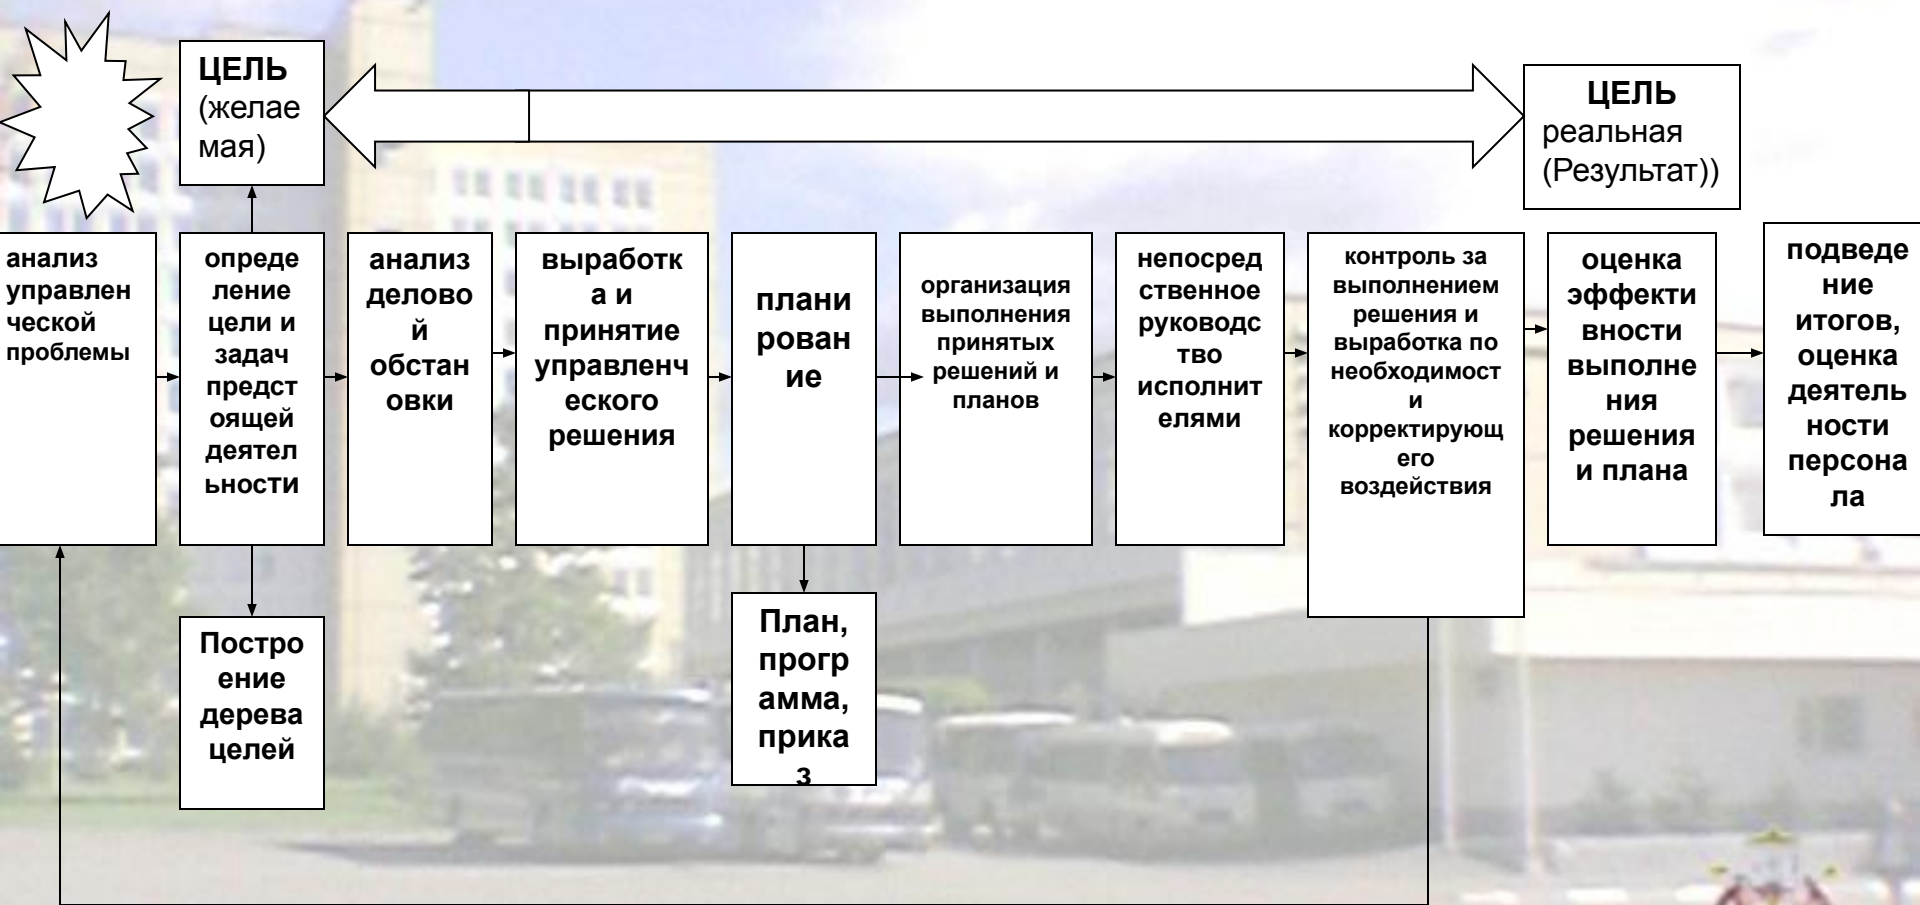 ЦЕЛЬ
(желае
мая)
ЦЕЛЬ
реальная
(Результат))
анализ
управлен
ческой
проблемы
опреде
ление
цели и
задач
предст
оящей
деятел
ьности
анализ
делово
й
обстан
овки
выработк
а и
принятие
управленч
еского
решения
плани
рован
ие
организация
выполнения
принятых
решений и
планов
непосред
ственное
руководс
тво
исполнит
елями
контроль за
выполнением
решения и
выработка по
необходимост
и
корректирующ
его
воздействия
оценка
эффекти
вности
выполне
ния
решения
и плана
подведе
ние
итогов,
оценка
деятель
ности
персона
ла
Постро
ение
дерева
целей
План,
прогр
амма,
прика
з